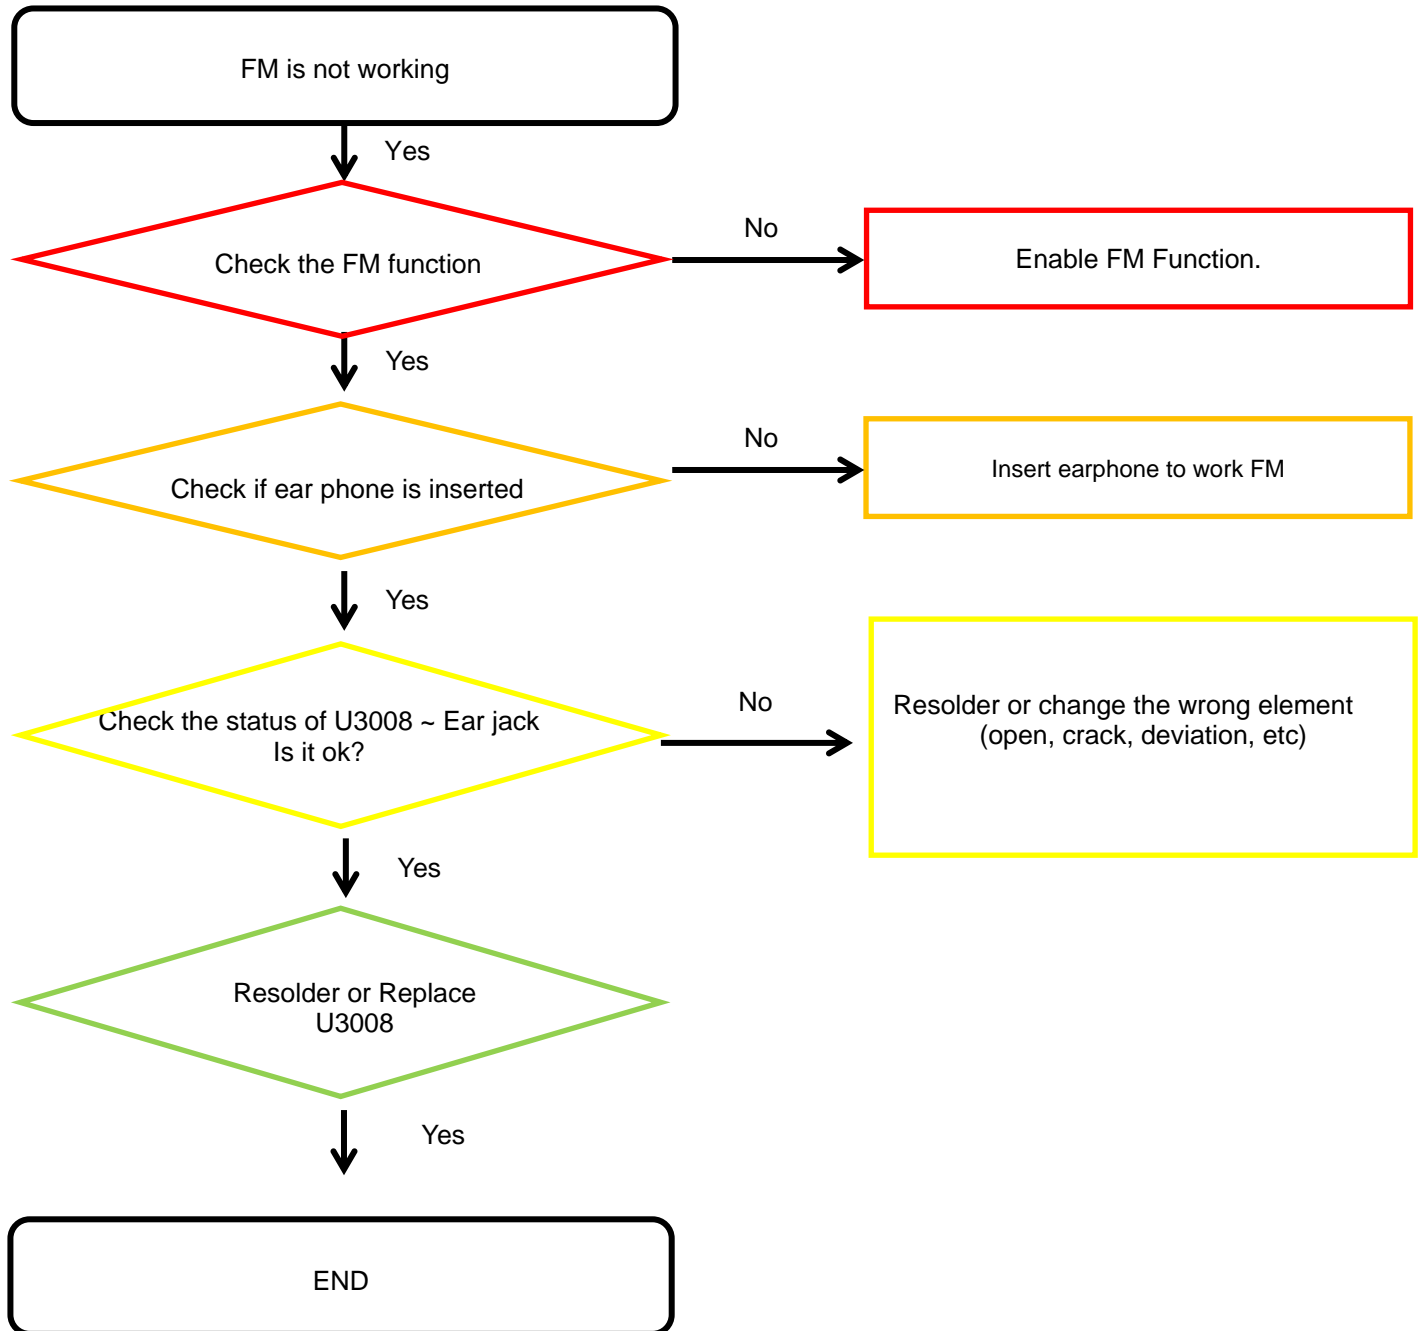 FM is not working
Yes
Check the FM function
No
Enable FM Function.
Yes
Check if ear phone is inserted
No
Insert earphone to work FM
Yes
Check the status of U3008 ~ Ear jack
Is it ok?
No
Resolder or change the wrong element
(open, crack, deviation, etc)
Yes
Resolder or Replace
U3008
Yes
END